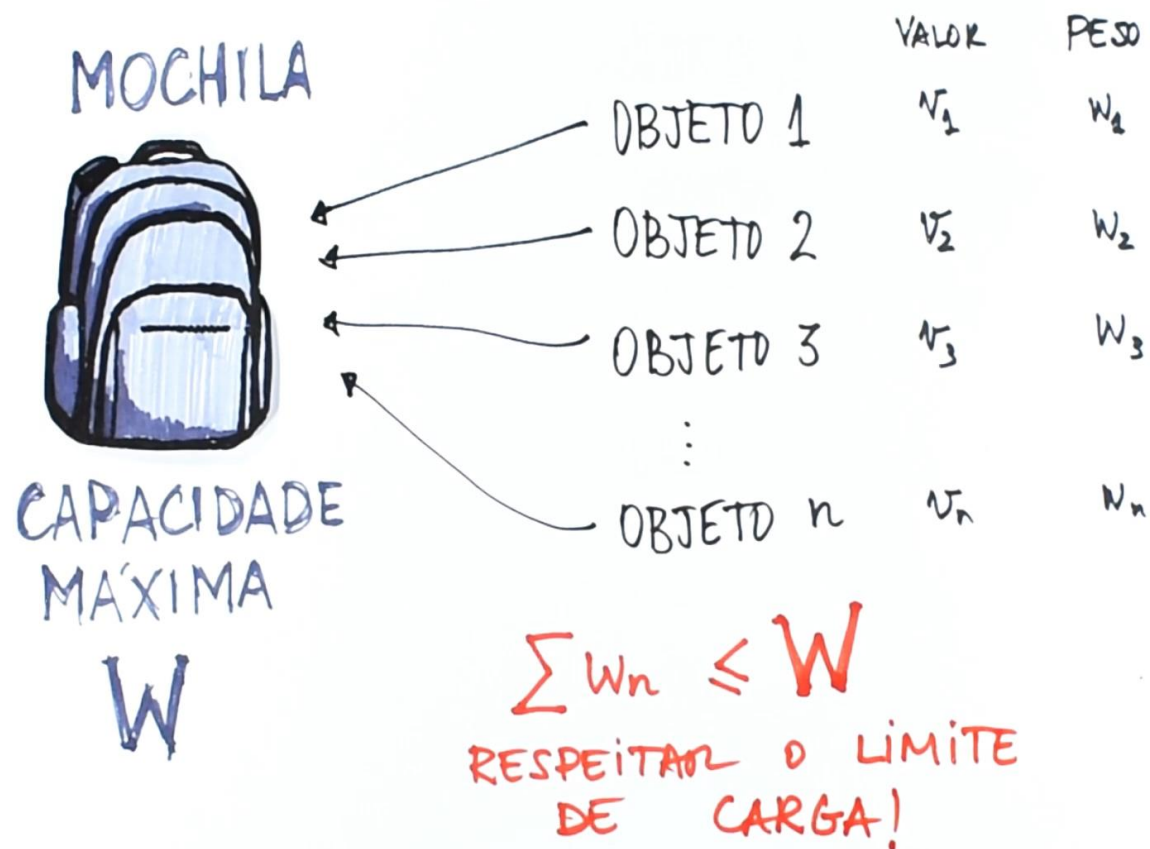 MOCHILA
VALOR PESO
OBJETO 1 v₁ w₁
OBJETO 2 v₂ w₂
OBJETO 3 v₃ w₃
⋮
OBJETO n vₙ wₙ
CAPACIDADE
MÁXIMA
W
∑ wₙ ≤ W
RESPEITAR O LIMITE
DE CARGA!